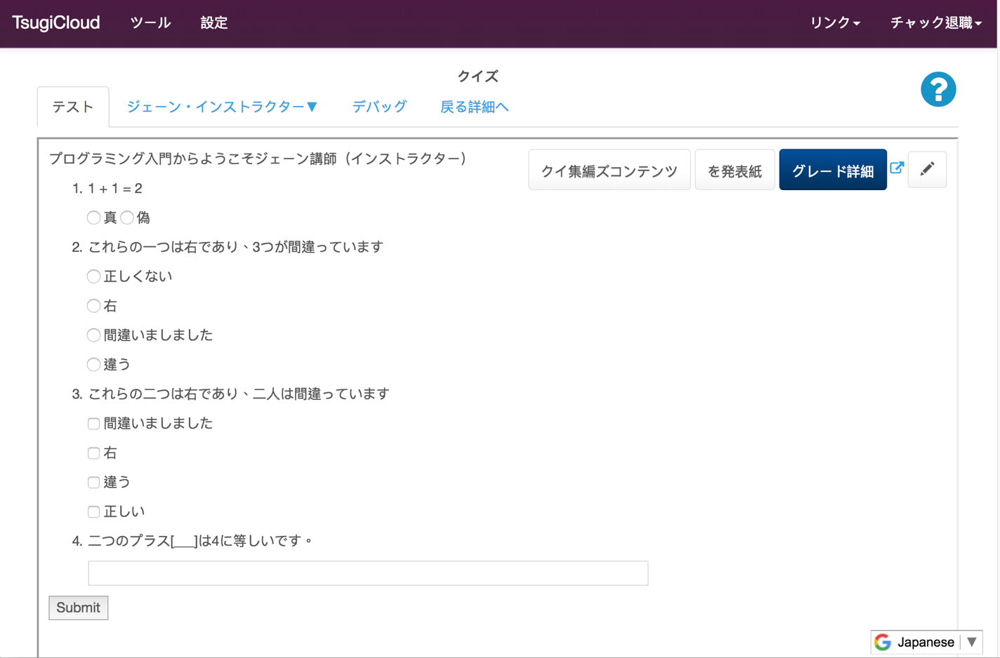 TsugiCloud ツール 設定 リンク チャック退職
クイズ
テスト ジェーン・インストラクター▼ デバッグ 戻る詳細へ
プログラミング入門からようこそジェーン講師（インストラクター） クイ集編ズコンテンツ を発表紙 グレード詳細
1. 1 + 1 = 2
真 偽
2. これらの一つは右であり、3つが間違っています
正しくない
右
間違いましました
違う
3. これらの二つは右であり、二人は間違っています
間違いましました
右
違う
正しい
4. 二つのプラス[___]は4に等しいです。
Submit
Japanese ▼